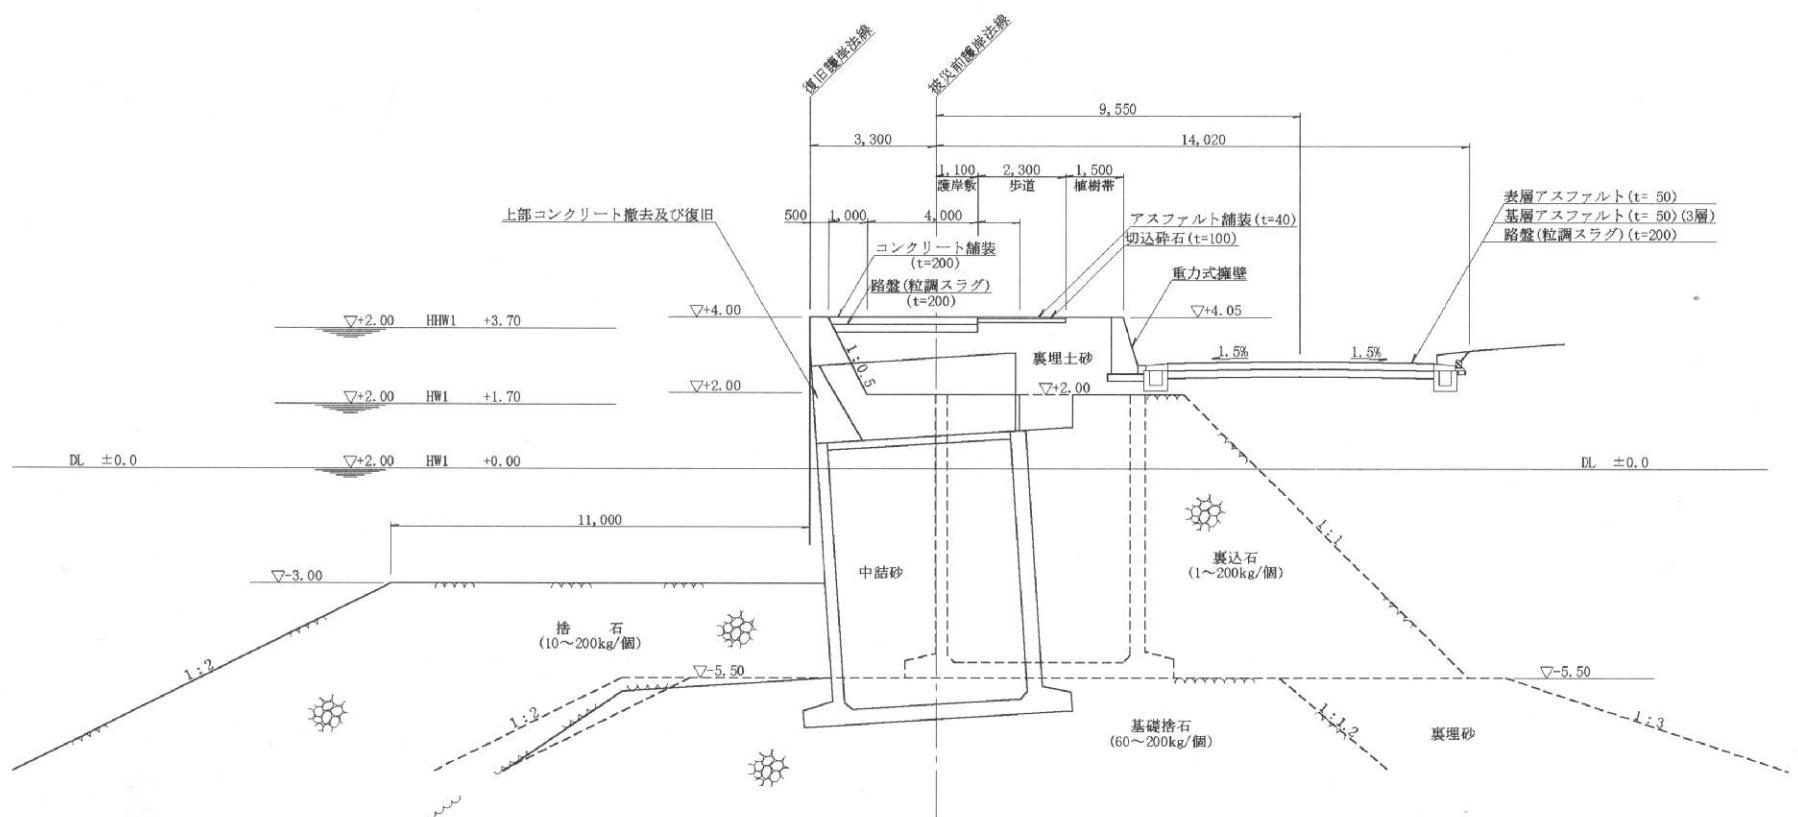 復旧護岸法線
被災前護岸法線
9,550
3,300
14,020
1,100
2,300
1,500
護岸敷
歩道
植樹帯
表層アスファルト(t= 50)
基層アスファルト(t= 50)(3層)
路盤(粒調スラグ)(t=200)
上部コンクリート撤去及び復旧
500
1,000
4,000
アスファルト舗装(t=40)
切込砕石(t=100)
コンクリート舗装
(t=200)
重力式擁壁
路盤(粒調スラグ)
(t=200)
▽+2.00 HHW1 +3.70
▽+4.00
▽+4.05
1:0.5
裏埋土砂
1.5%
1.5%
▽+2.00 HW1 +1.70
▽+2.00
▽+2.00
DL ±0.0
▽+2.00 HW1 +0.00
DL ±0.0
11,000
1:1
裏込石
(1~200kg/個)
▽-3.00
中詰砂
捨 石
(10~200kg/個)
1:2
▽-5.50
▽-5.50
1:2
基礎捨石
(60~200kg/個)
1:1.2
裏埋砂
1:3